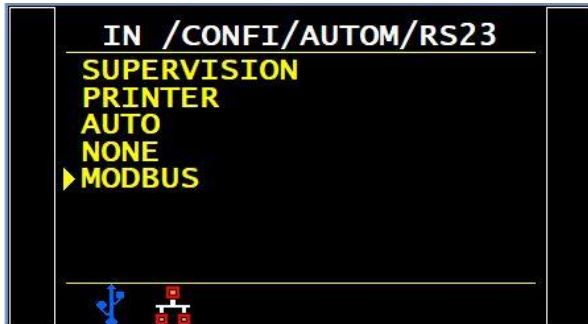 IN /CONFI/AUTOM/RS23
SUPERVISION
PRINTER
AUTO
NONE
MODBUS